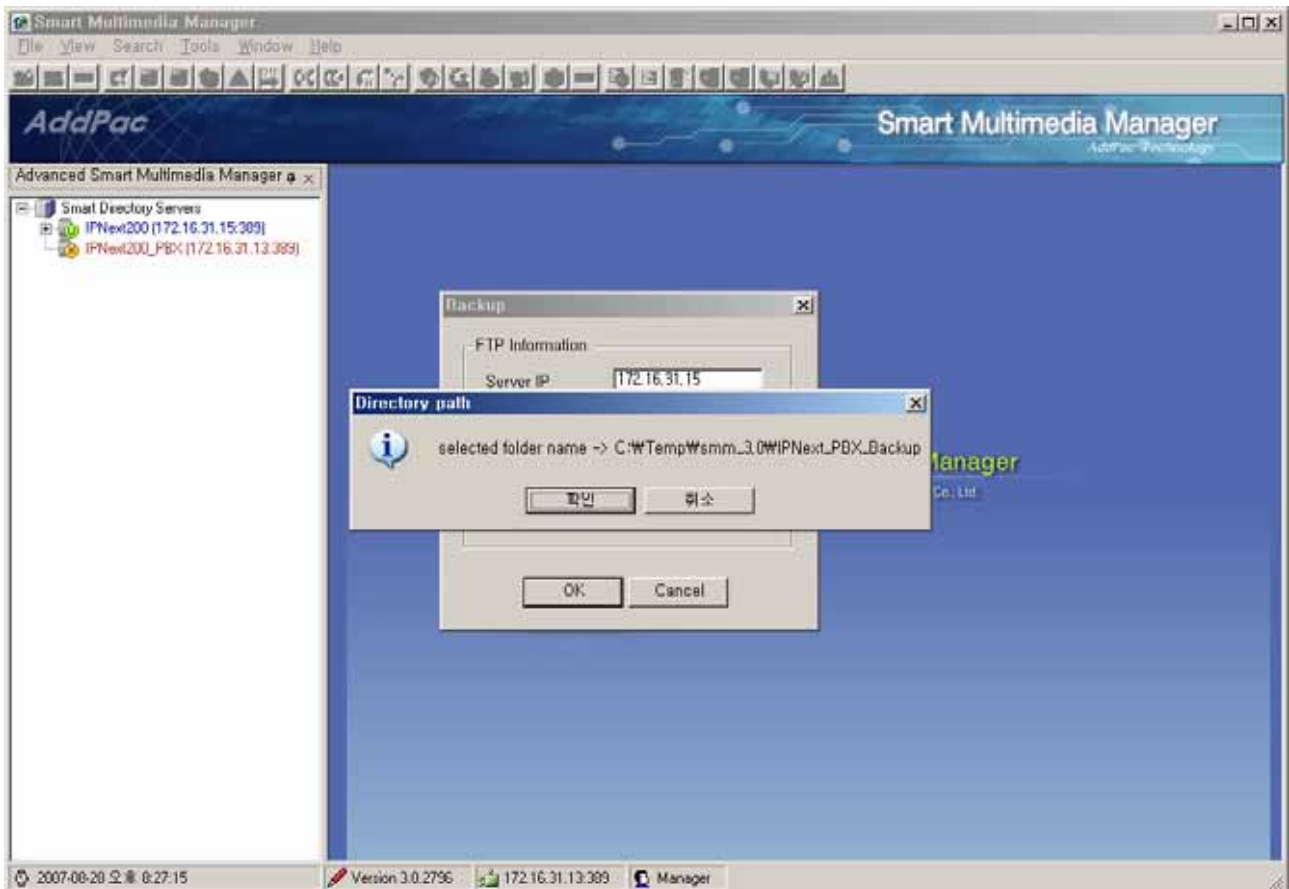 Smart Multimedia Manager
File View Search Tools Window Help
AddPac
Smart Multimedia Manager
AddPac Technology
Advanced Smart Multimedia Manager
Smart Directory Servers
IPNext200 (172.16.31.15:389)
IPNext200_PBX (172.16.31.13:389)
Backup
FTP Information
Server IP 172.16.31.15
Directory path
selected folder name -> C:₩Temp₩smm_3.0₩IPNext_PBX_Backup
확인 취소
Manager
Co., Ltd
OK Cancel
2007-08-28 오후 8:27:15 Version 3.0.2796 172.16.31.13:389 Manager